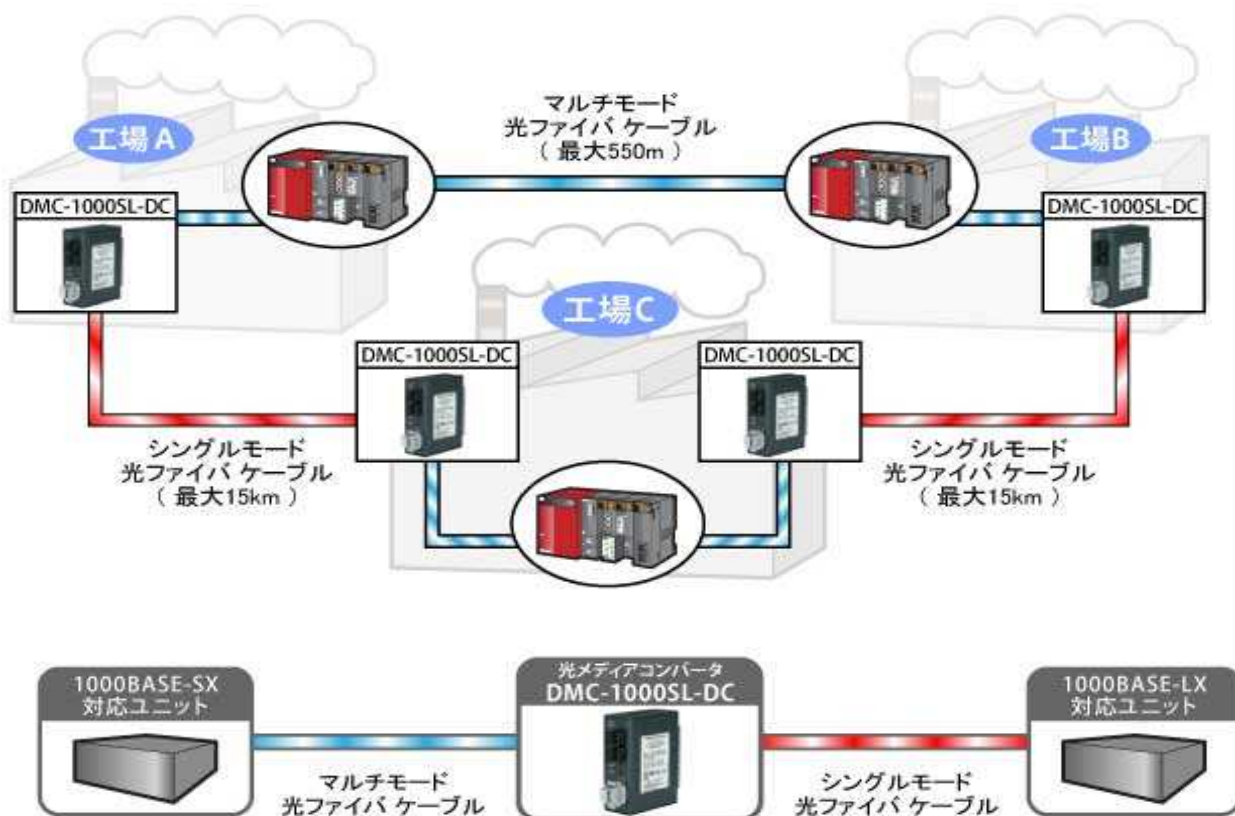 マルチモード
光ファイバ ケーブル
( 最大550m )
工場A
工場B
DMC-1000SL-DC
DMC-1000SL-DC
工場C
DMC-1000SL-DC
DMC-1000SL-DC
シングルモード
光ファイバ ケーブル
( 最大15km )
シングルモード
光ファイバ ケーブル
( 最大15km )
1000BASE-SX
対応ユニット
光メディアコンバータ
DMC-1000SL-DC
1000BASE-LX
対応ユニット
マルチモード
光ファイバ ケーブル
シングルモード
光ファイバ ケーブル